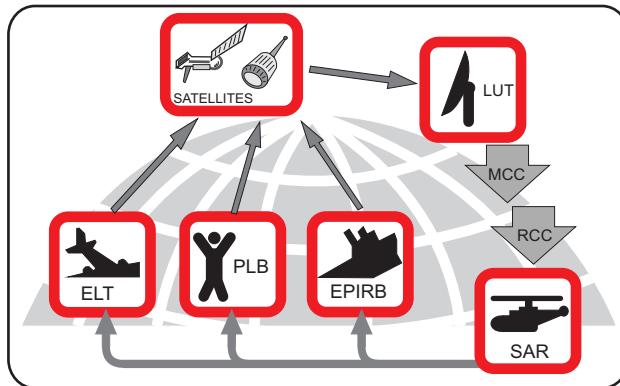 SATELLITES
LUT
MCC
RCC
ELT
PLB
EPIRB
SAR